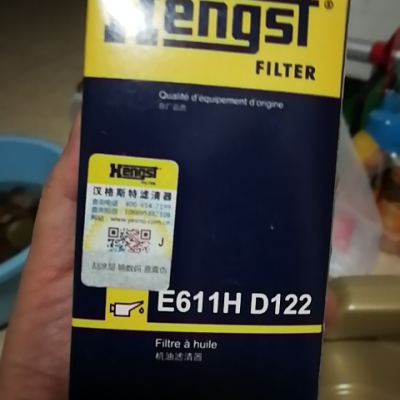 Hengst®
FILTER
Qualité d'équipement d'origine
原厂品质
Hengst
FILTER
汉格斯特滤清器
J
E611H D122
Filtre à huile
机油滤清器